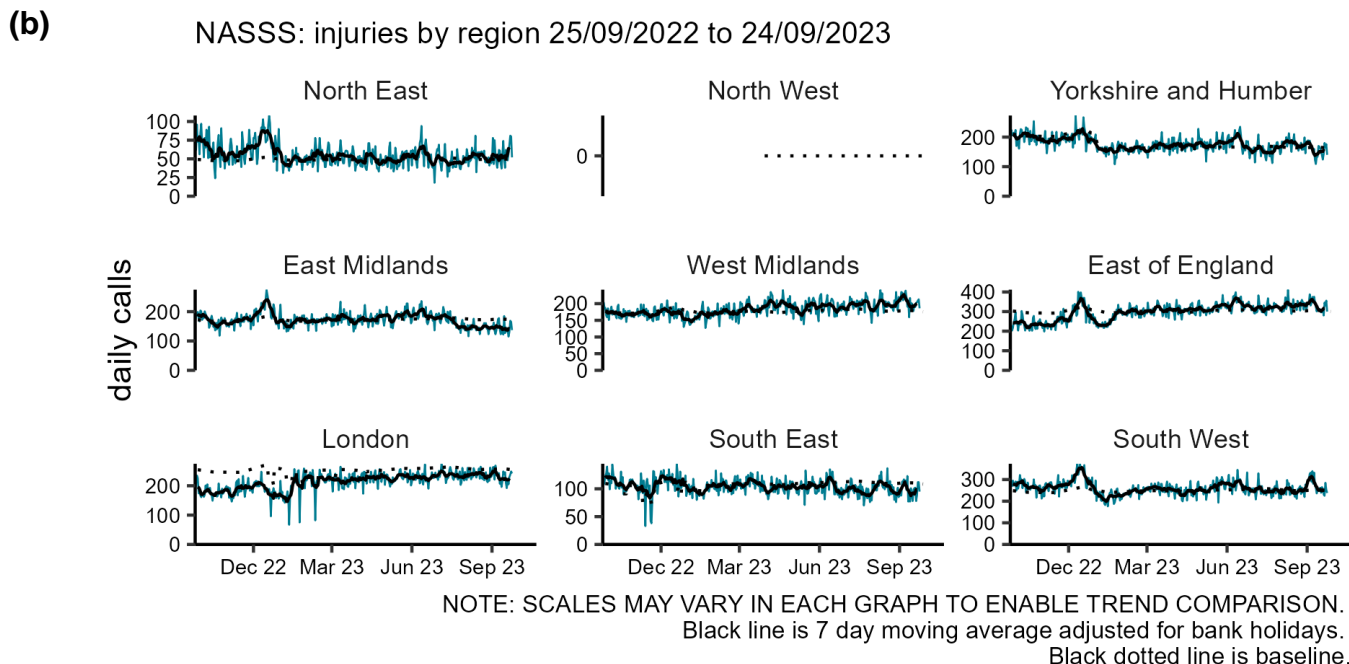 (b)
NASSS: injuries by region 25/09/2022 to 24/09/2023
North East
100
75
50
25
0
North West
0
Yorkshire and Humber
200
100
0
daily calls
East Midlands
200
100
0
West Midlands
200
150
100
50
0
East of England
400
300
200
100
0
London
200
100
0
Dec 22 Mar 23 Jun 23 Sep 23
South East
100
50
0
Dec 22 Mar 23 Jun 23 Sep 23
South West
300
200
100
0
Dec 22 Mar 23 Jun 23 Sep 23
NOTE: SCALES MAY VARY IN EACH GRAPH TO ENABLE TREND COMPARISON.
Black line is 7 day moving average adjusted for bank holidays.
Black dotted line is baseline.